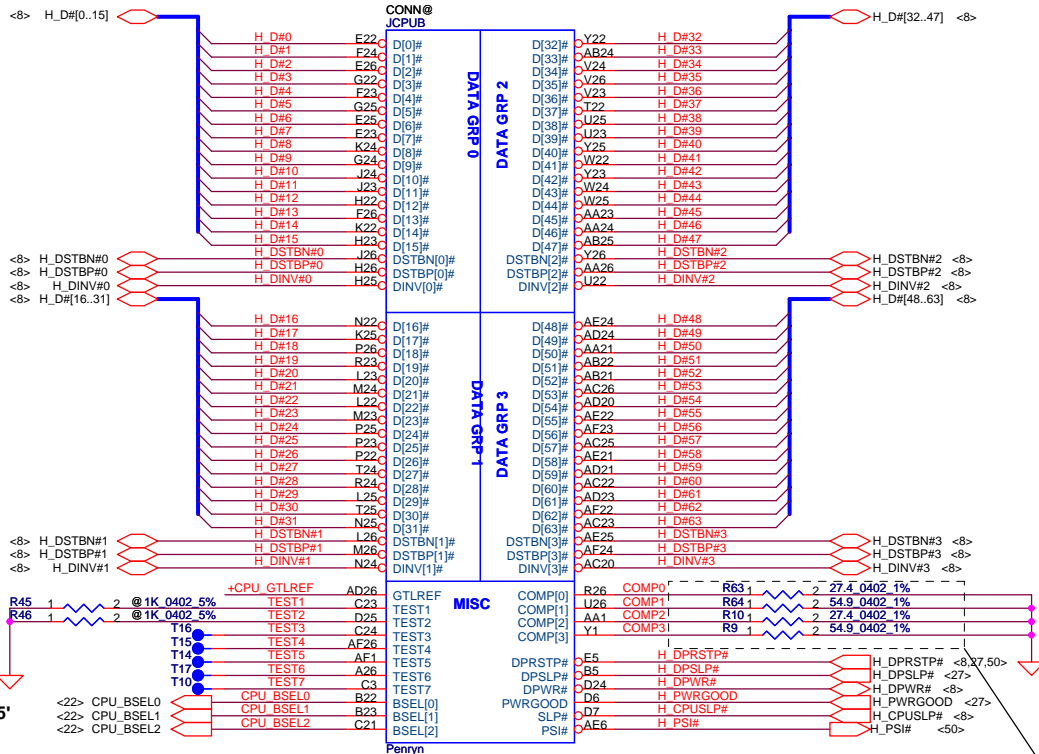 CONN@
JCPUB
<8> H_D#[0..15]
H_D#[32..47] <8>
H_D#0 E22 D[0]# D[32]# Y22 H_D#32
H_D#1 F24 D[1]# D[33]# AB24 H_D#33
H_D#2 E26 D[2]# D[34]# V24 H_D#34
H_D#3 G22 D[3]# D[35]# V26 H_D#35
H_D#4 F23 D[4]# D[36]# V23 H_D#36
H_D#5 G25 D[5]# D[37]# T22 H_D#37
H_D#6 E25 D[6]# D[38]# U25 H_D#38
H_D#7 E23 D[7]# D[39]# U23 H_D#39
H_D#8 K24 D[8]# D[40]# Y25 H_D#40
H_D#9 G24 D[9]# D[41]# W22 H_D#41
H_D#10 J24 D[10]# D[42]# Y23 H_D#42
H_D#11 J23 D[11]# D[43]# W24 H_D#43
H_D#12 H22 D[12]# D[44]# W25 H_D#44
H_D#13 F26 D[13]# D[45]# AA23 H_D#45
H_D#14 K22 D[14]# D[46]# AA24 H_D#46
H_D#15 H23 D[15]# D[47]# AB25 H_D#47
<8> H_DSTBN#0 H_DSTBN#0 J26 DSTBN[0]# DSTBN[2]# Y26 H_DSTBN#2 H_DSTBN#2 <8>
<8> H_DSTBP#0 H_DSTBP#0 H26 DSTBP[0]# DSTBP[2]# AA26 H_DSTBP#2 H_DSTBP#2 <8>
<8> H_DINV#0 H_DINV#0 H25 DINV[0]# DINV[2]# U22 H_DINV#2 H_DINV#2 <8>
DATA GRP 0
DATA GRP 2
<8> H_D#[16..31]
H_D#[48..63] <8>
H_D#16 N22 D[16]# D[48]# AE24 H_D#48
H_D#17 K25 D[17]# D[49]# AD24 H_D#49
H_D#18 P26 D[18]# D[50]# AA21 H_D#50
H_D#19 R23 D[19]# D[51]# AB22 H_D#51
H_D#20 L23 D[20]# D[52]# AB21 H_D#52
H_D#21 M24 D[21]# D[53]# AC26 H_D#53
H_D#22 L22 D[22]# D[54]# AD20 H_D#54
H_D#23 M23 D[23]# D[55]# AE22 H_D#55
H_D#24 P25 D[24]# D[56]# AF23 H_D#56
H_D#25 P23 D[25]# D[57]# AC25 H_D#57
H_D#26 P22 D[26]# D[58]# AE21 H_D#58
H_D#27 T24 D[27]# D[59]# AD21 H_D#59
H_D#28 R24 D[28]# D[60]# AC22 H_D#60
H_D#29 L25 D[29]# D[61]# AD23 H_D#61
H_D#30 T25 D[30]# D[62]# AF22 H_D#62
H_D#31 N25 D[31]# D[63]# AC23 H_D#63
<8> H_DSTBN#1 H_DSTBN#1 L26 DSTBN[1]# DSTBN[3]# AE25 H_DSTBN#3 H_DSTBN#3 <8>
<8> H_DSTBP#1 H_DSTBP#1 M26 DSTBP[1]# DSTBP[3]# AF24 H_DSTBP#3 H_DSTBP#3 <8>
<8> H_DINV#1 H_DINV#1 N24 DINV[1]# DINV[3]# AC20 H_DINV#3 H_DINV#3 <8>
DATA GRP 1
DATA GRP 3
MISC
+CPU_GTLREF AD26 GTLREF COMP[0] R26 COMP0 R63 1 2 27.4_0402_1%
R45 1 2 @1K_0402_5% TEST1 C23 TEST1 COMP[1] U26 COMP1 R64 1 2 54.9_0402_1%
R46 1 2 @1K_0402_5% TEST2 D25 TEST2 COMP[2] AA1 COMP2 R10 1 2 27.4_0402_1%
T16 TEST3 C24 TEST3 COMP[3] Y1 COMP3 R9 1 2 54.9_0402_1%
T15 TEST4 AF26 TEST4
T14 TEST5 AF1 TEST5 DPRSTP# E5 H_DPRSTP# H_DPRSTP# <8,27,50>
T17 TEST6 A26 TEST6 DPSLP# B5 H_DPSLP# H_DPSLP# <27>
T10 TEST7 C3 TEST7 DPWR# D24 H_DPWR# H_DPWR# <8>
<22> CPU_BSEL0 CPU_BSEL0 B22 BSEL[0] PWRGOOD D6 H_PWRGOOD H_PWRGOOD <27>
<22> CPU_BSEL1 CPU_BSEL1 B23 BSEL[1] SLP# D7 H_CPUSLP# H_CPUSLP# <8>
<22> CPU_BSEL2 CPU_BSEL2 C21 BSEL[2] PSI# AE6 H_PSI# H_PSI# <50>
5'
Penryn